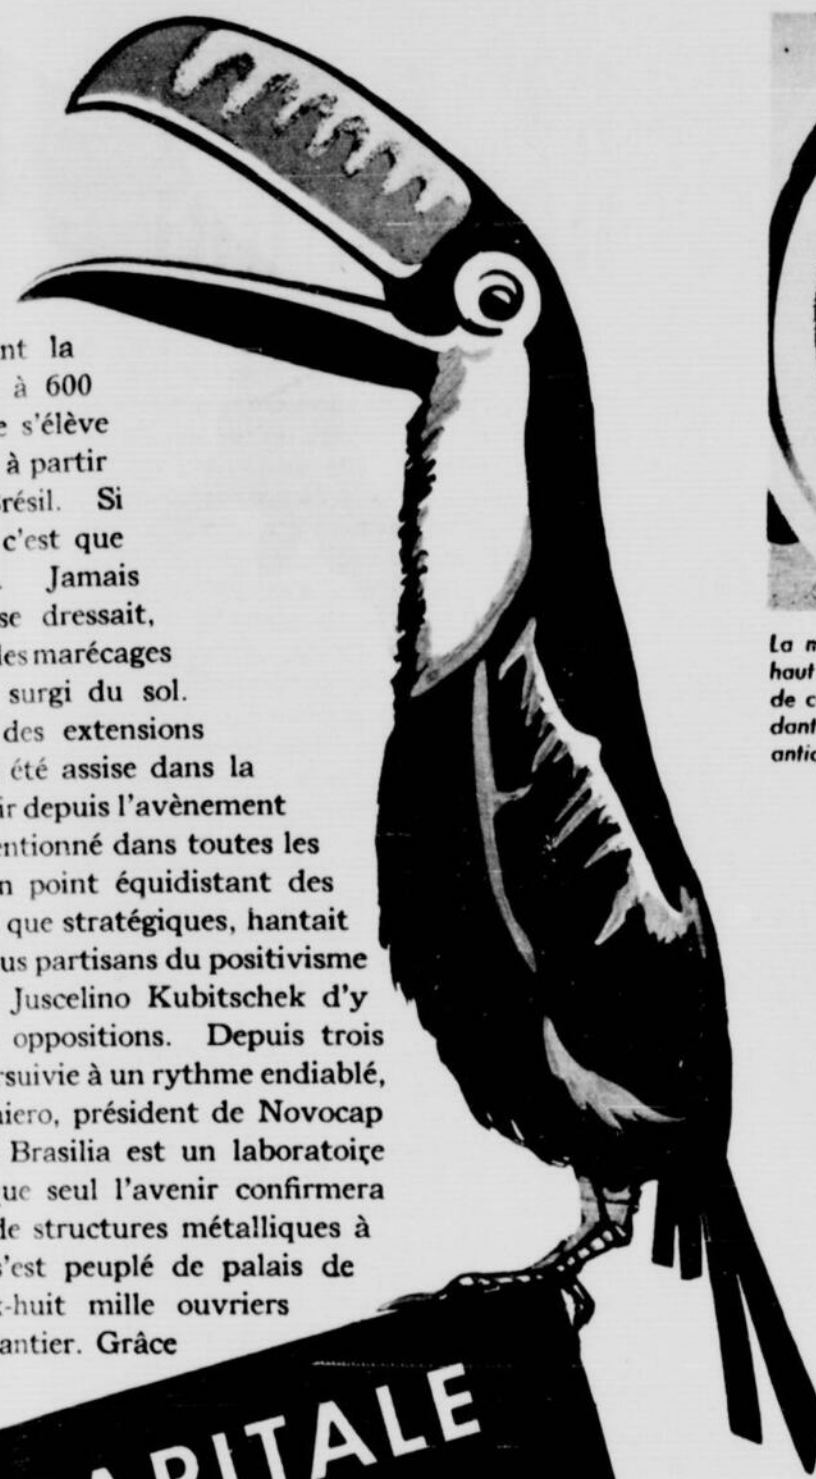 nt la
à 600
e s'élève
à partir
résil. Si
c'est que
. Jamais
se dressait,
les marécages
surgi du sol.
des extensions
été assise dans la
ir depuis l'avènement
entionné dans toutes les
n point équidistant des
que stratégiques, hantait
us partisans du positivisme
Juscelino Kubitschek d'y
oppositions. Depuis trois
rsuivie à un rythme endiablé,
niero, président de Novocap
Brasilia est un laboratoire
que seul l'avenir confirmera
de structures métalliques à
s'est peuplé de palais de
x-huit mille ouvriers
antier. Grâce
APITALE
La m
haut
de c
dant
antic